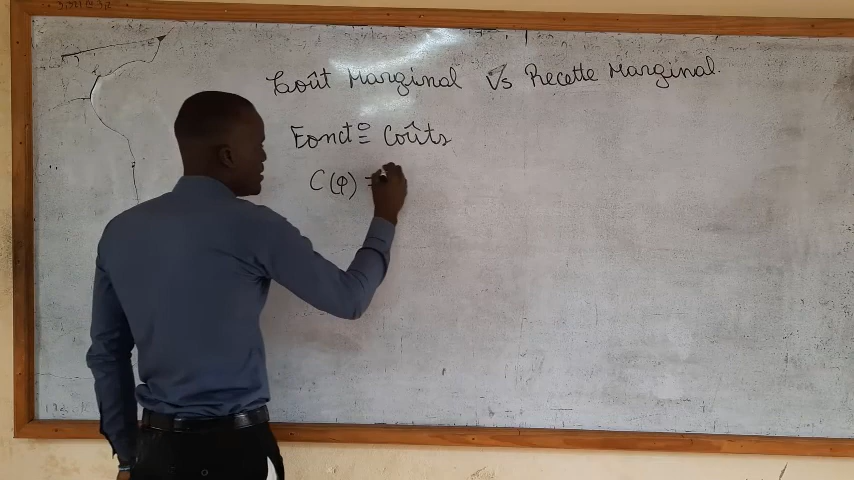 Coût Marginal Vs Recette Marginal.
Fonct° = Coûts
C(q) =